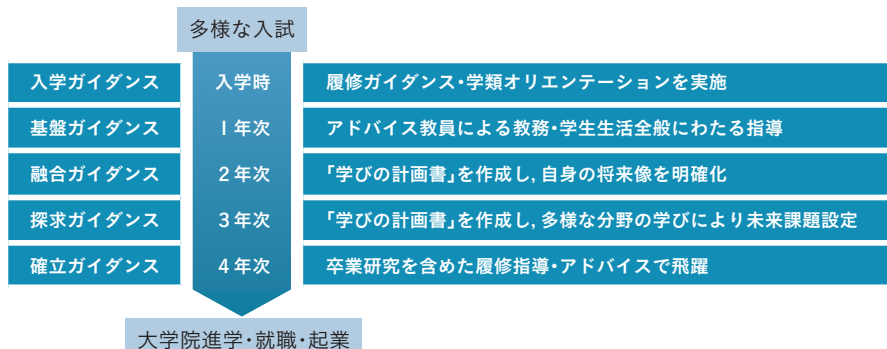 多様な入試
入学ガイダンス 入学時 履修ガイダンス・学類オリエンテーションを実施
基盤ガイダンス 1年次 アドバイス教員による教務・学生生活全般にわたる指導
融合ガイダンス 2年次 「学びの計画書」を作成し,自身の将来像を明確化
探求ガイダンス 3年次 「学びの計画書」を作成し,多様な分野の学びにより未来課題設定
確立ガイダンス 4年次 卒業研究を含めた履修指導・アドバイスで飛躍
大学院進学・就職・起業